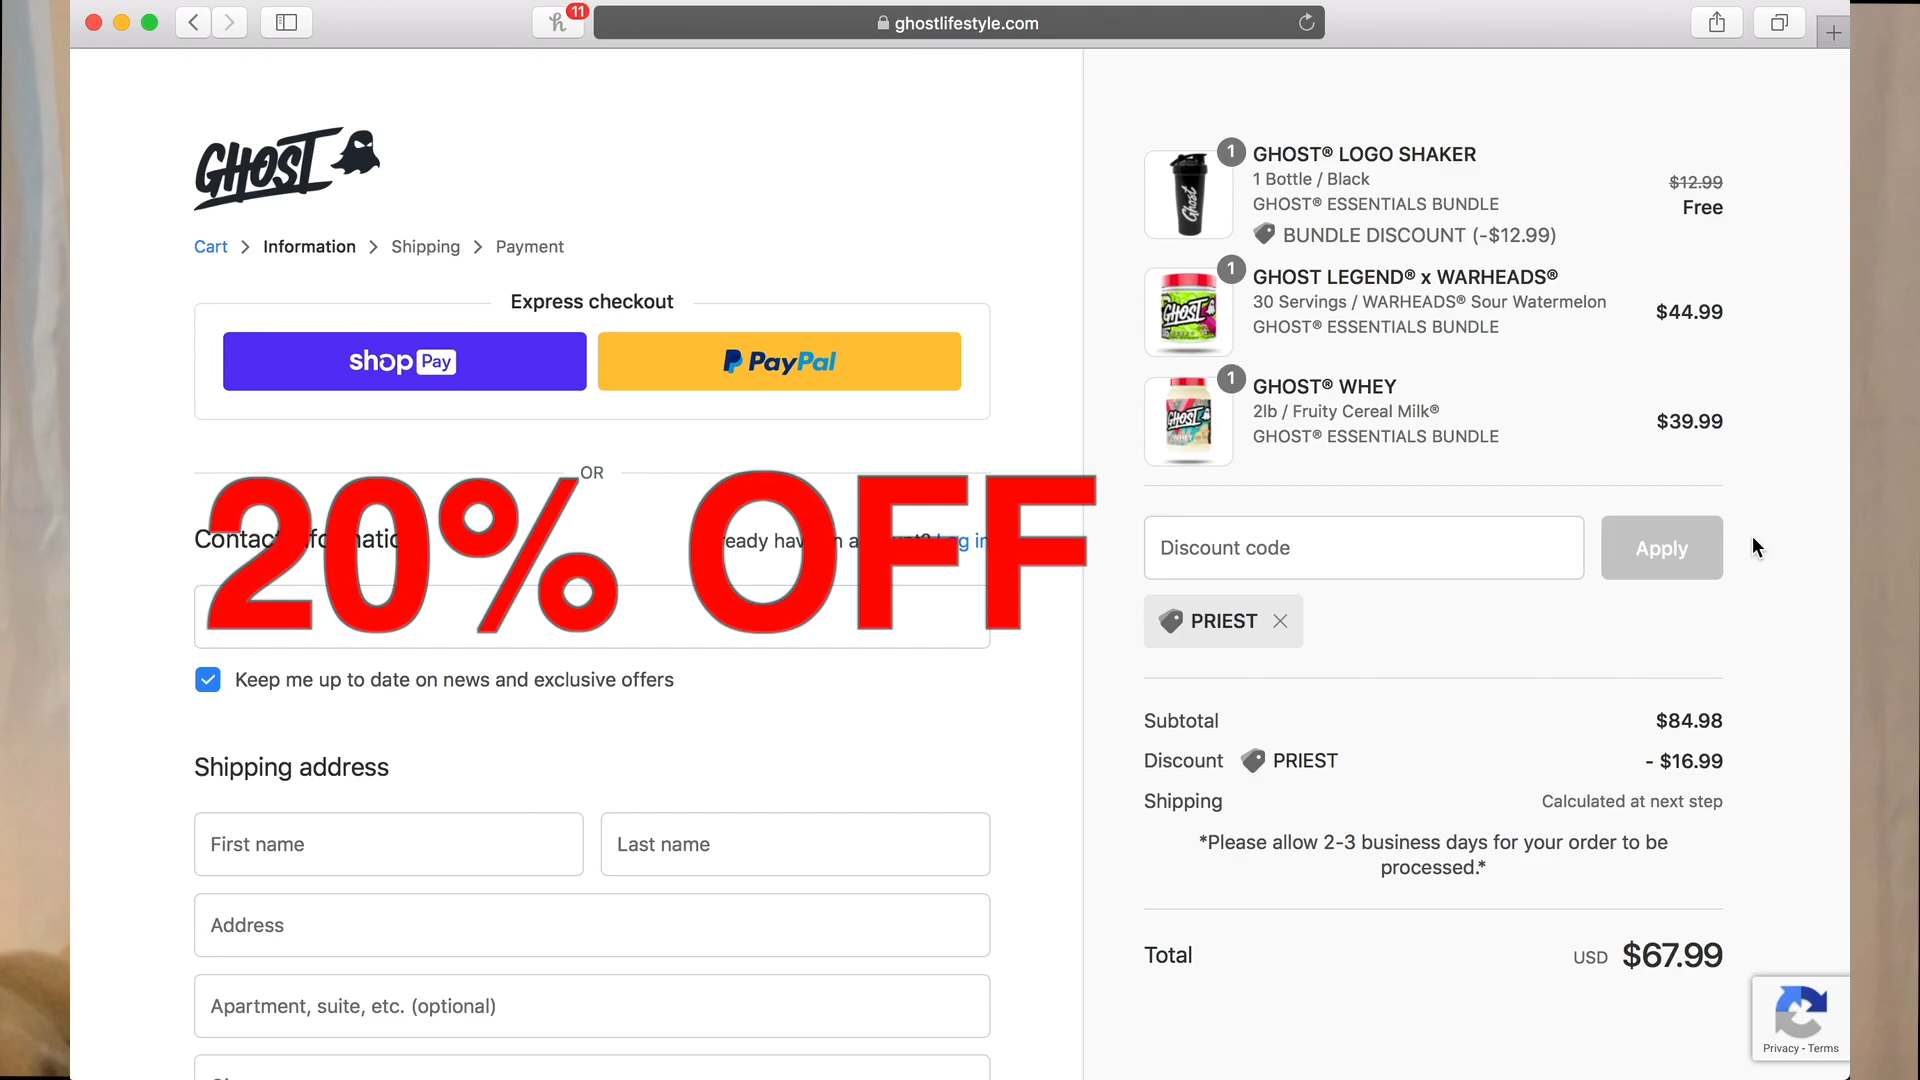 11
ghostlifestyle.com
GHOST
Cart > Information > Shipping > Payment
Express checkout
shop Pay
PayPal
OR
20% OFF
Keep me up to date on news and exclusive offers
Shipping address
First name
Last name
Address
Apartment, suite, etc. (optional)
1
GHOST® LOGO SHAKER
1 Bottle / Black
GHOST® ESSENTIALS BUNDLE
BUNDLE DISCOUNT (-$12.99)
$12.99
Free
Ghost
1
GHOST LEGEND® x WARHEADS®
30 Servings / WARHEADS® Sour Watermelon
GHOST® ESSENTIALS BUNDLE
$44.99
GHOST
1
GHOST® WHEY
2lb / Fruity Cereal Milk®
GHOST® ESSENTIALS BUNDLE
$39.99
GHOST
WHEY
Discount code
Apply
PRIEST
Subtotal $84.98
Discount PRIEST - $16.99
Shipping Calculated at next step
*Please allow 2-3 business days for your order to be
processed.*
Total USD $67.99
Privacy - Terms